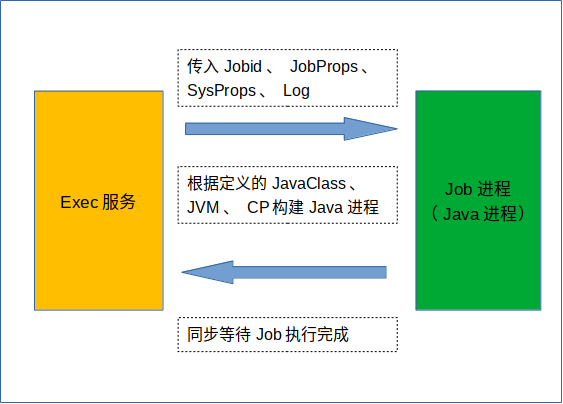 传入 Jobid 、 JobProps 、
SysProps 、 Log
Exec 服务
根据定义的 JavaClass 、
JVM 、 CP 构建 Java 进程
Job 进程
（ Java 进程）
同步等待 Job 执行完成